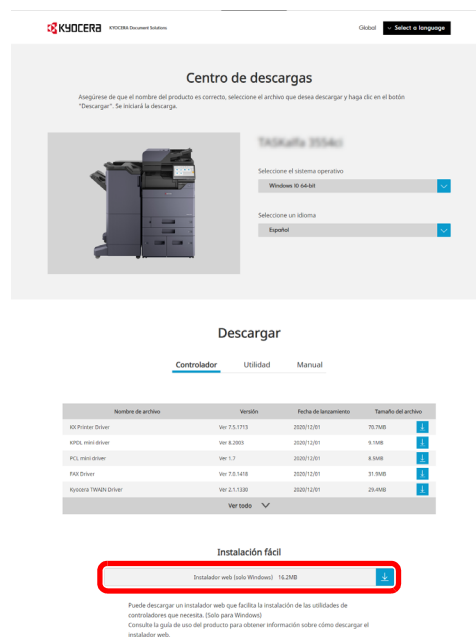 KYOCERA KYOCERA Document Solutions
Global Select a language
Centro de descargas
Asegúrese de que el nombre del producto es correcto, seleccione el archivo que desea descargar y haga clic en el botón
"Descargar". Se iniciará la descarga.
TASKalfa 3554ci
Seleccione el sistema operativo
Windows 10 64-bit
Seleccione un idioma
Español
Descargar
Controlador Utilidad Manual
Nombre de archivo Versión Fecha de lanzamiento Tamaño del archivo
KX Printer Driver Ver 7.5.1713 2020/12/01 70.7MB
KPDL mini driver Ver 8.2003 2020/12/01 9.1MB
PCL mini driver Ver 1.7 2020/12/01 8.9MB
FAX Driver Ver 7.0.1418 2020/12/01 31.9MB
Kyocera TWAIN Driver Ver 2.1.1330 2020/12/01 29.4MB
Ver todo
Instalación fácil
Instalador web (solo Windows) 16.2MB
Puede descargar un instalador web que facilita la instalación de las utilidades de
controladores que necesita. (Solo para Windows)
Consulte la guía de uso del producto para obtener información sobre cómo descargar el
instalador web.